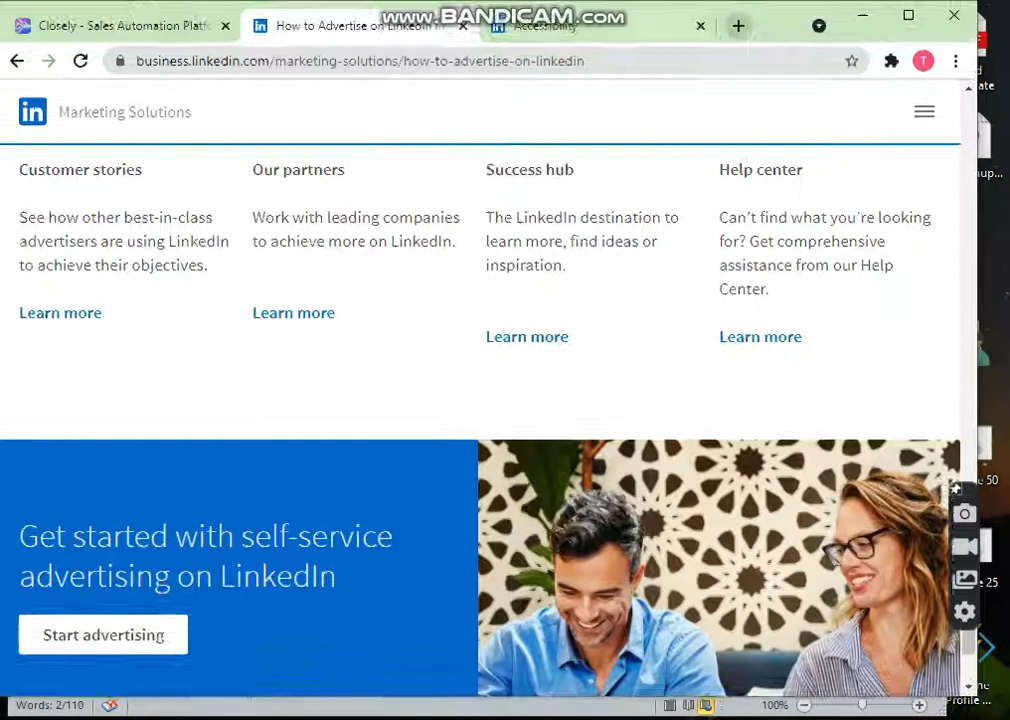 www.BANDICAM.com
Closely - Sales Automation Platf
How to Advertise on LinkedIn
Accessibility
business.linkedin.com/marketing-solutions/how-to-advertise-on-linkedin
T
in Marketing Solutions
Customer stories
See how other best-in-class
advertisers are using LinkedIn
to achieve their objectives.
Learn more
Our partners
Work with leading companies
to achieve more on LinkedIn.
Learn more
Success hub
The LinkedIn destination to
learn more, find ideas or
inspiration.
Learn more
Help center
Can't find what you're looking
for? Get comprehensive
assistance from our Help
Center.
Learn more
Get started with self-service
advertising on LinkedIn
Start advertising
Words: 2/110
100%